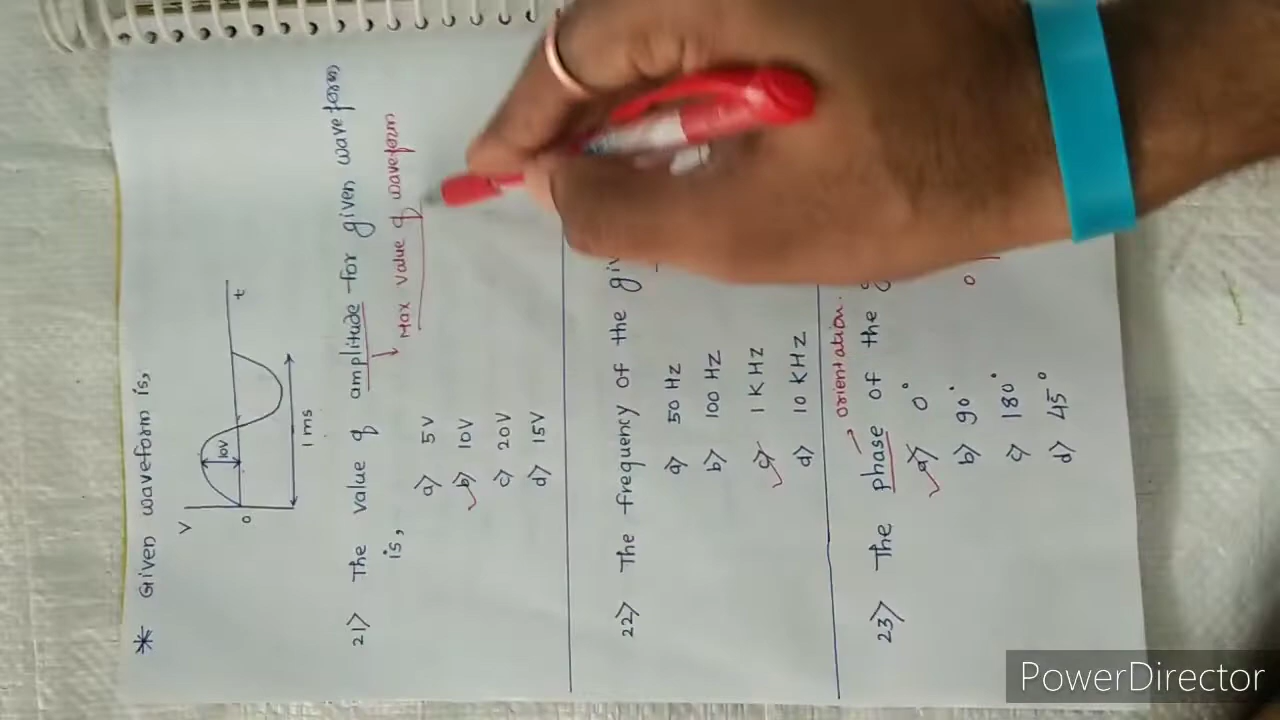 * Given waveform is,
V
10V
0
t
1 ms
21> The value of amplitude for given waveform
is,
Max value of waveform
a> 5V
b> 10V
c> 20V
d> 15V
22> The frequency of the
a> 50 Hz
b> 100 Hz
c> 1 KHz
d> 10 KHz
orientation.
23> The phase of the
a> 0°
b> 90°
c> 180°
d> 45°
PowerDirector